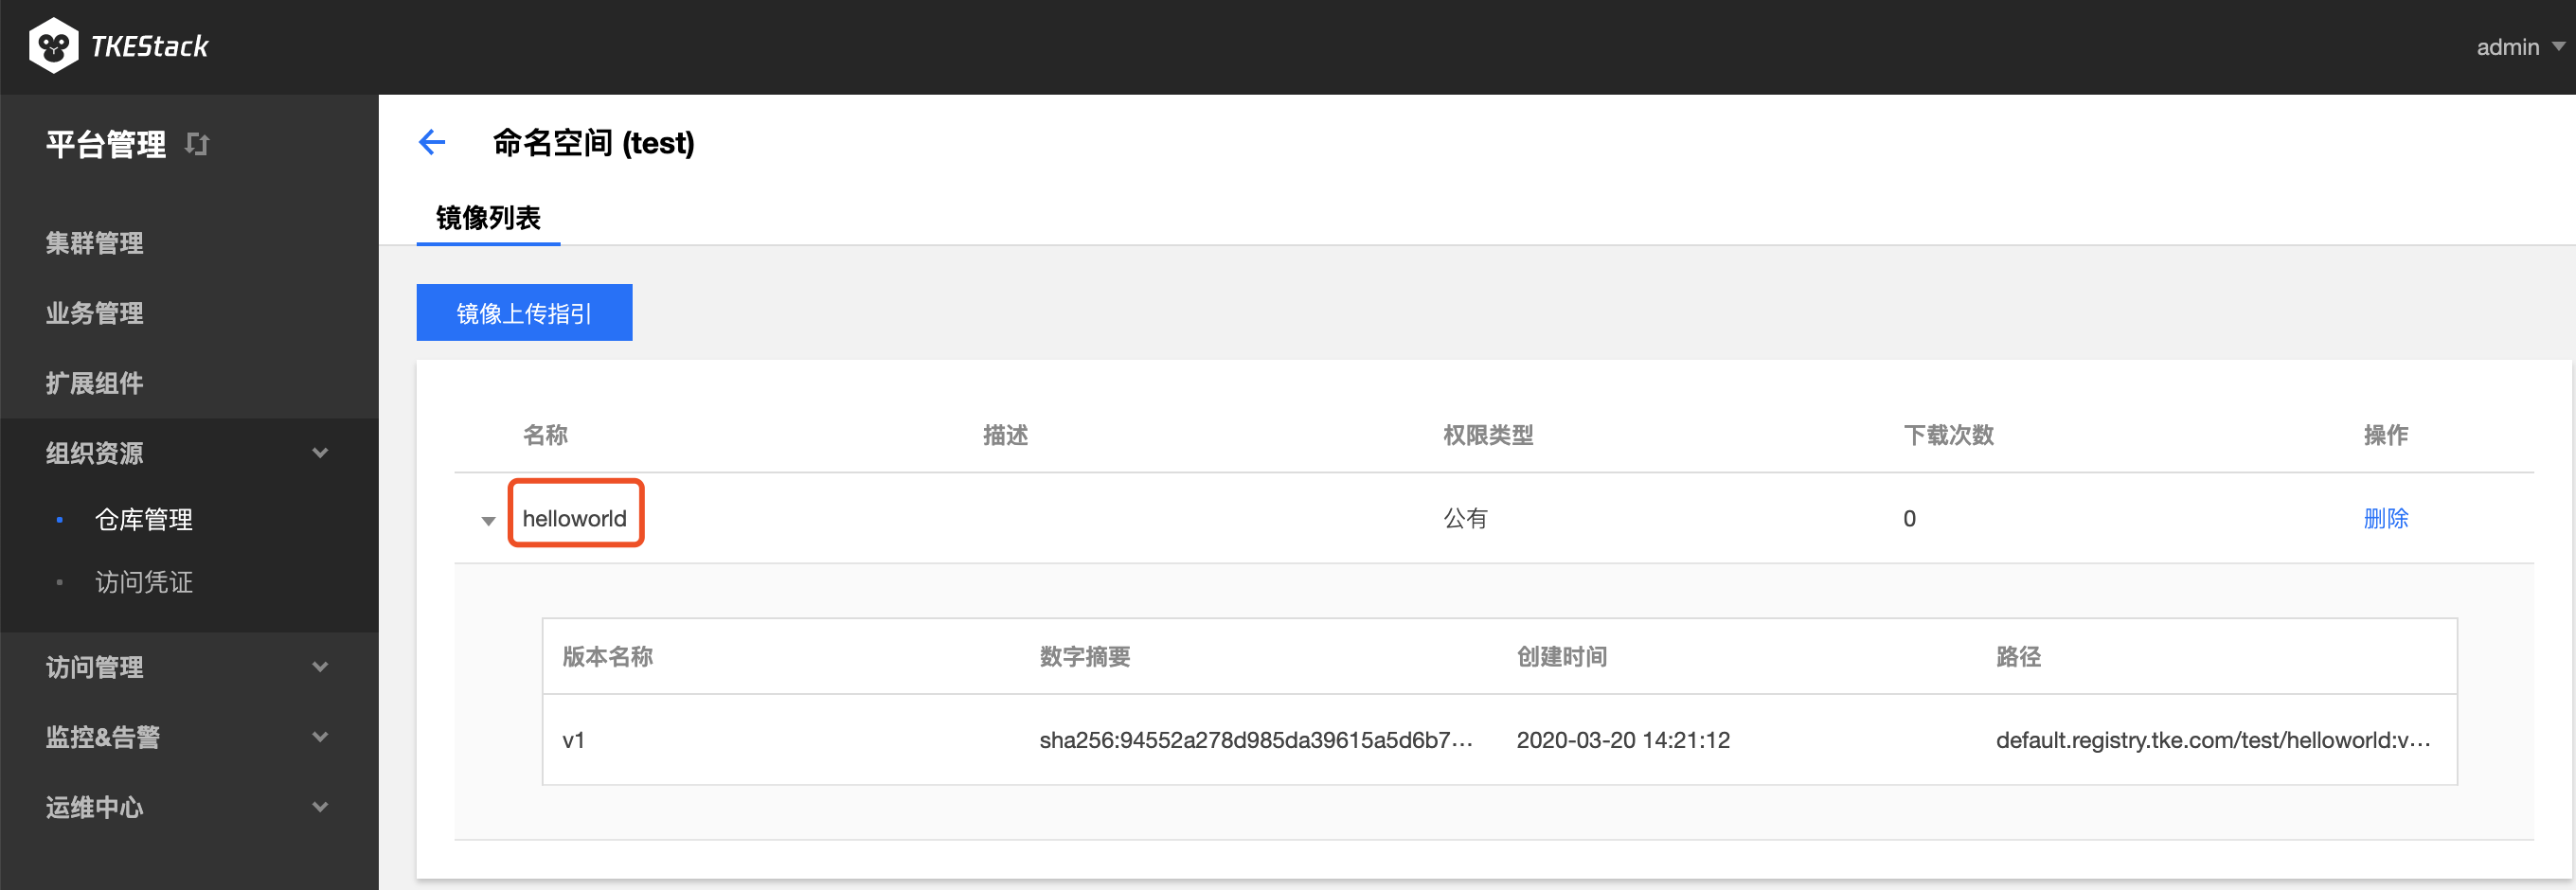 TKEStack
admin
平台管理
集群管理
业务管理
扩展组件
组织资源
仓库管理
访问凭证
访问管理
监控&告警
运维中心
命名空间 (test)
镜像列表
镜像上传指引
名称 描述 权限类型 下载次数 操作
helloworld 公有 0 删除
版本名称 数字摘要 创建时间 路径
v1 sha256:94552a278d985da39615a5d6b7... 2020-03-20 14:21:12 default.registry.tke.com/test/helloworld:v...